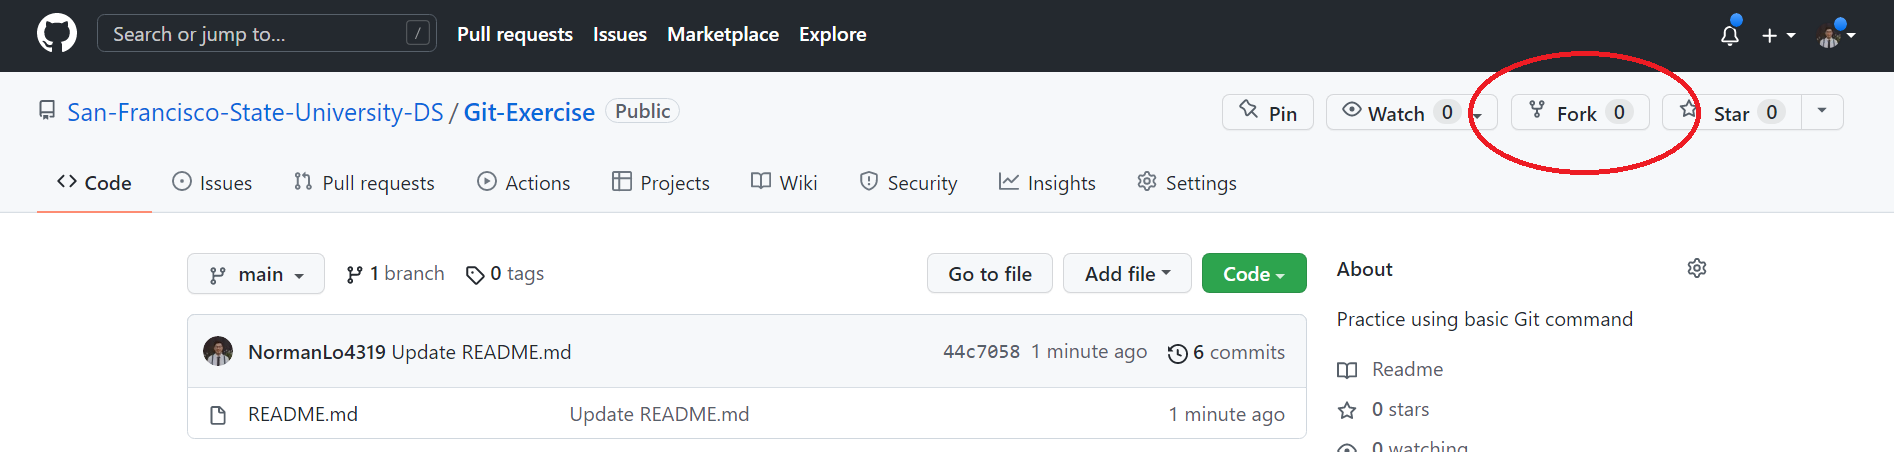 Search or jump to... / Pull requests Issues Marketplace Explore
San-Francisco-State-University-DS / Git-Exercise Public Pin Watch 0 Fork 0 Star 0
Code Issues Pull requests Actions Projects Wiki Security Insights Settings
main 1 branch 0 tags Go to file Add file Code
About
Practice using basic Git command
NormanLo4319 Update README.md 44c7058 1 minute ago 6 commits
Readme
README.md Update README.md 1 minute ago
0 stars
0 watching